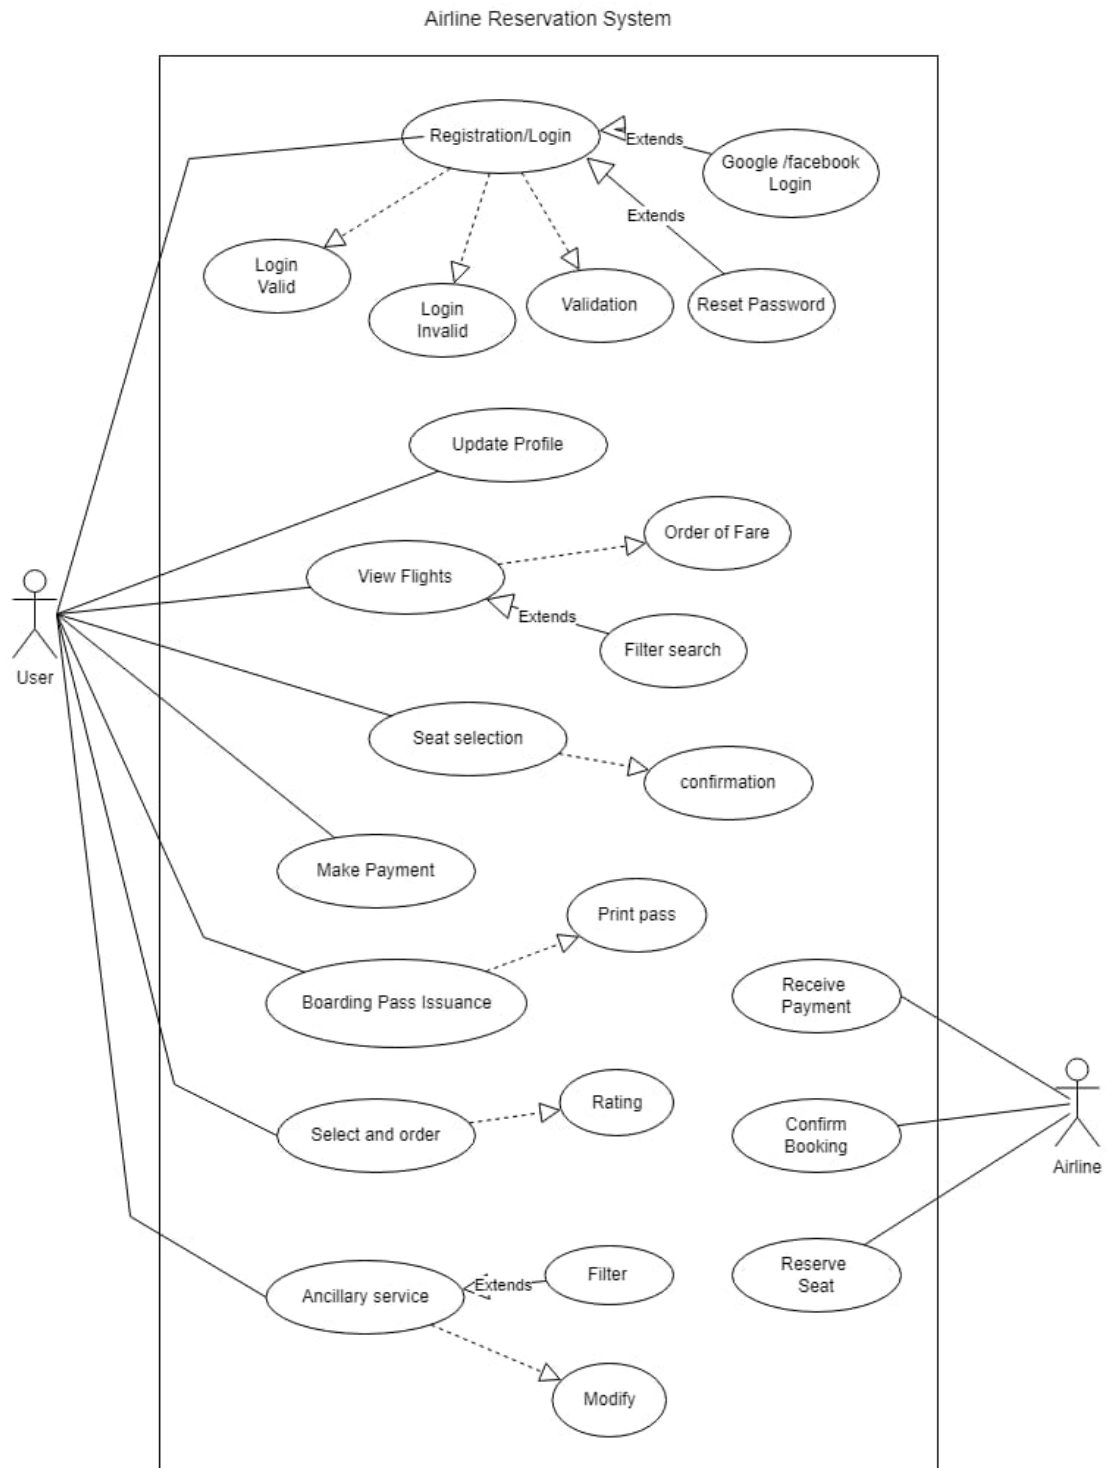 Airline Reservation System
Registration/Login
Extends
Google /facebook
Login
Extends
Login
Valid
Login
Invalid
Validation
Reset Password
Update Profile
Order of Fare
View Flights
Extends
Filter search
User
Seat selection
confirmation
Make Payment
Print pass
Boarding Pass Issuance
Receive
Payment
Rating
Select and order
Confirm
Booking
Airline
Reserve
Seat
Filter
Extends
Ancillary service
Modify